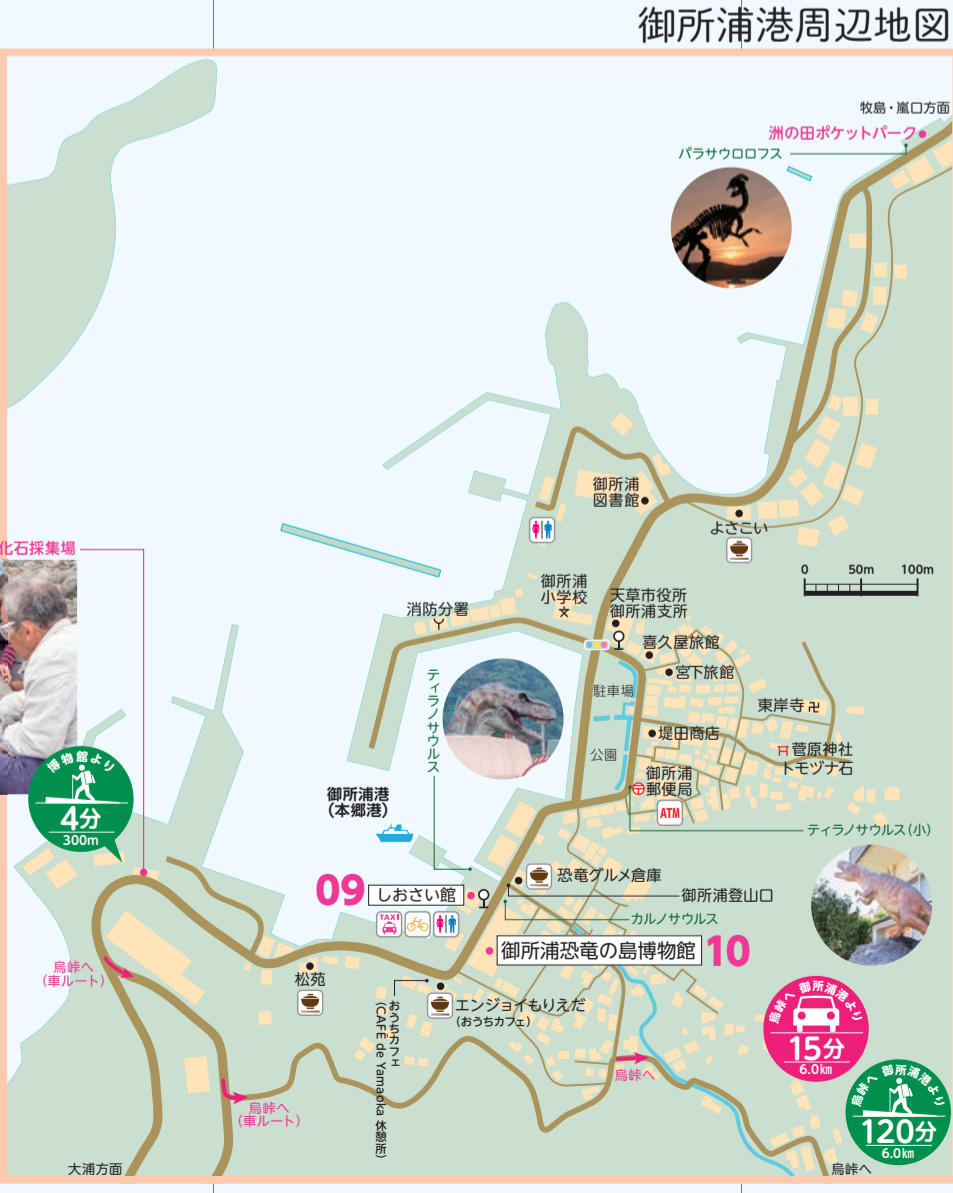 御所浦港周辺地図
牧島・嵐口方面
洲の田ポケットパーク
パラサウロロフス
御所浦
図書館
よさこい
0 50m 100m
化石採集場
御所浦
小学校
天草市役所
御所浦支所
消防分署
喜久屋旅館
宮下旅館
駐車場
東岸寺
ティラノサウルス
堤田商店
公園
菅原神社
トモヅナ石
御所浦
郵便局
ATM
博物館より
4分
300m
御所浦港
(本郷港)
ティラノサウルス(小)
恐竜グルメ倉庫
09 しおさい館
TAXI
御所浦登山口
カルノサウルス
御所浦恐竜の島博物館 10
烏峠へ
(車ルート)
松苑
エンジョイもりえだ
(おうちカフェ)
おうちカフェ
(CAFE de Yamaoka 休憩所)
烏峠へ 御所浦港より
15分
6.0km
烏峠へ
烏峠へ
(車ルート)
烏峠へ 御所浦港より
120分
6.0km
大浦方面
烏峠へ